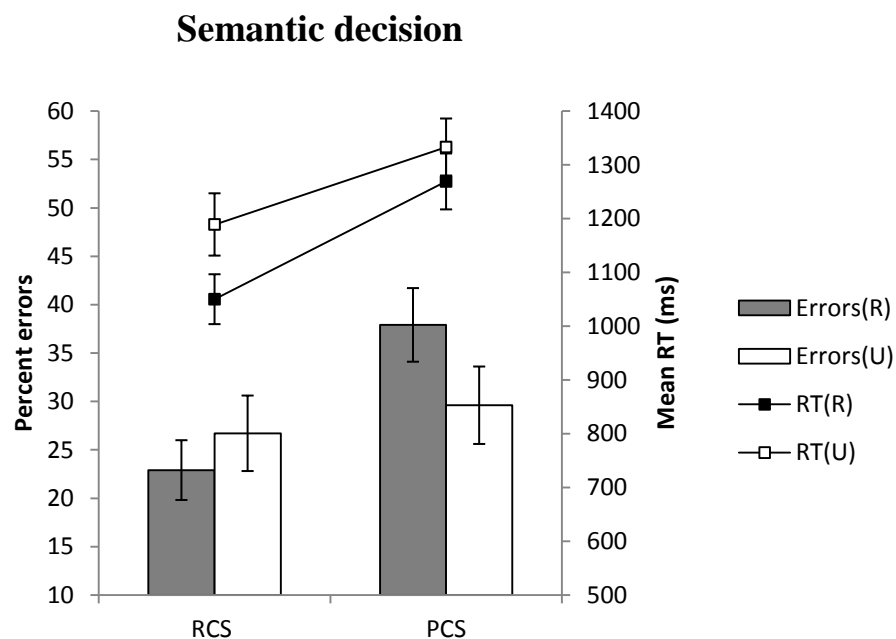 Semantic decision
Percent errors
60
55
50
45
40
35
30
25
20
15
10
1400
1300
1200
1100
1000
900
800
700
600
500
Mean RT (ms)
RCS
PCS
Errors(R)
Errors(U)
RT(R)
RT(U)